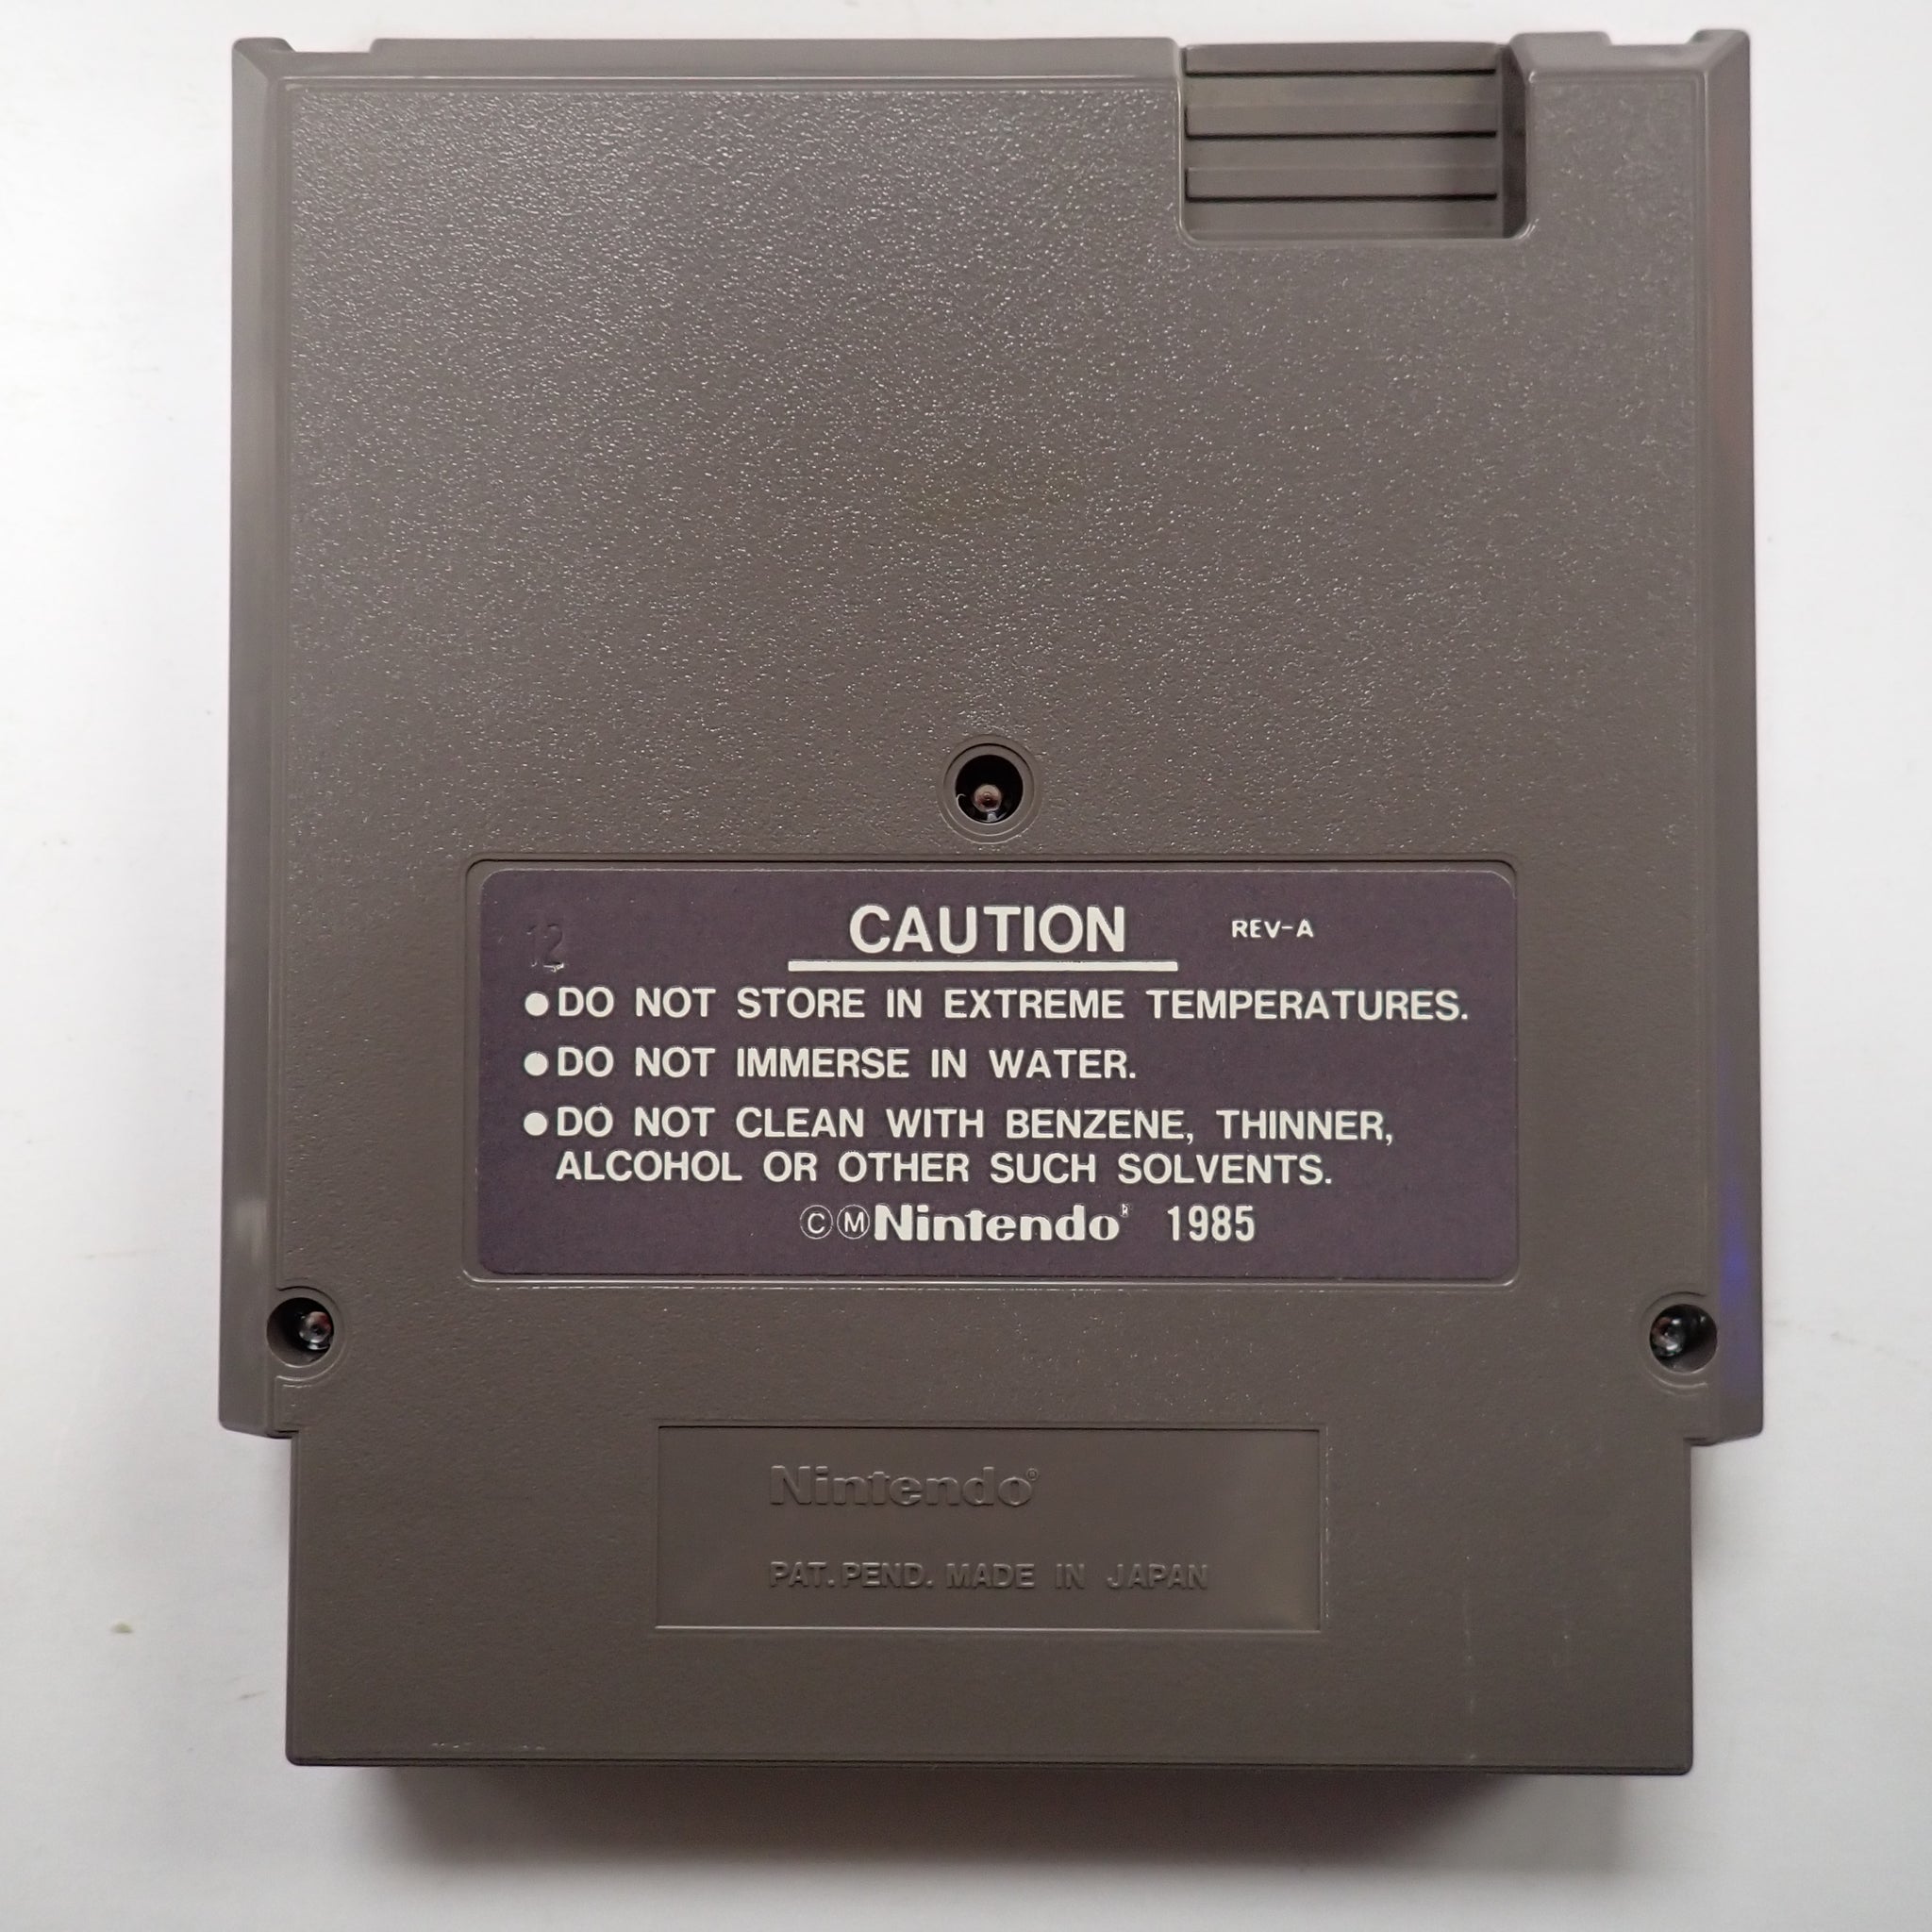 12
CAUTION REV-A
●DO NOT STORE IN EXTREME TEMPERATURES.
●DO NOT IMMERSE IN WATER.
●DO NOT CLEAN WITH BENZENE, THINNER,
ALCOHOL OR OTHER SUCH SOLVENTS.
ⒸⓂNintendo® 1985
Nintendo®
PAT.PEND. MADE IN JAPAN